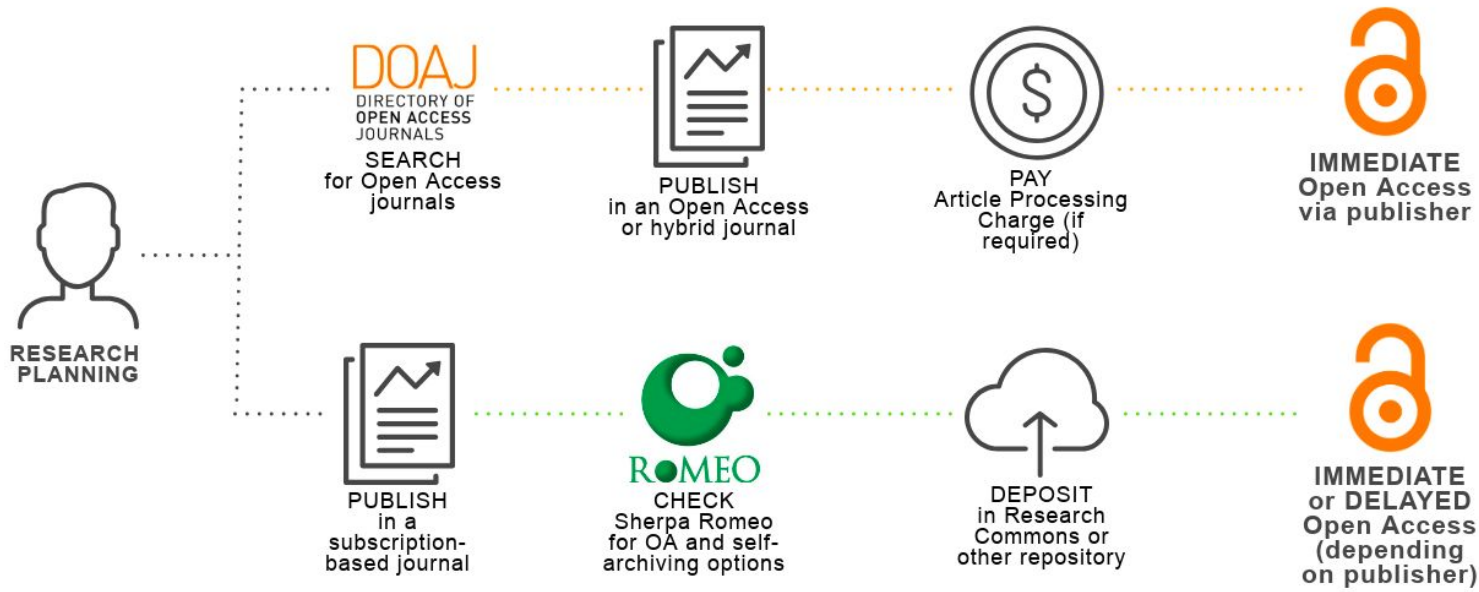 RESEARCH
PLANNING
DOAJ
DIRECTORY OF
OPEN ACCESS
JOURNALS
SEARCH
for Open Access
journals
PUBLISH
in an Open Access
or hybrid journal
$
PAY
Article Processing
Charge (if
required)
IMMEDIATE
Open Access
via publisher
PUBLISH
in a
subscription-
based journal
RoMEO
CHECK
Sherpa Romeo
for OA and self-
archiving options
DEPOSIT
in Research
Commons or
other repository
IMMEDIATE
or DELAYED
Open Access
(depending
on publisher)